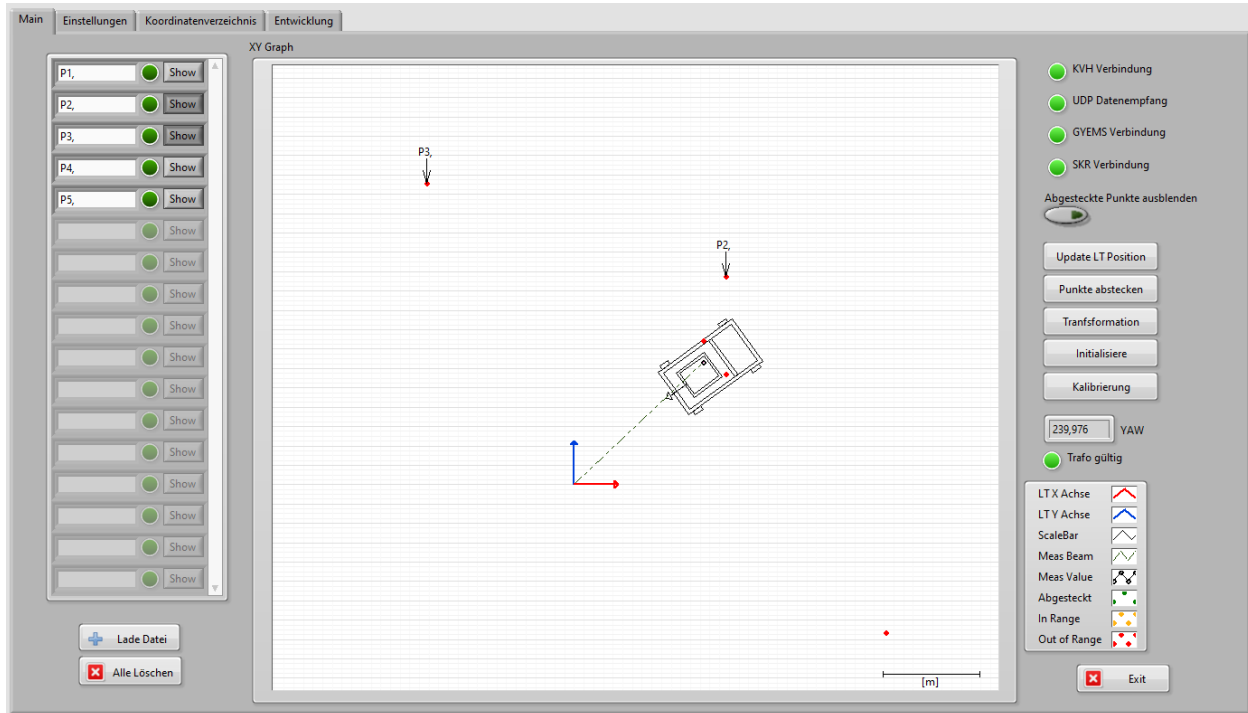 Main Einstellungen Koordinatenverzeichnis Entwicklung
XY Graph
P1, Show
P2, Show
P3, Show
P4, Show
P5, Show
Show
Show
Show
Show
Show
Show
Show
Show
Show
Show
Show
Show
Lade Datei
Alle Löschen
P3,
P2,
[m]
KVH Verbindung
UDP Datenempfang
GYEMS Verbindung
SKR Verbindung
Abgesteckte Punkte ausblenden
Update LT Position
Punkte abstecken
Tranfsformation
Initialisiere
Kalibrierung
239,976 YAW
Trafo gültig
LT X Achse
LT Y Achse
ScaleBar
Meas Beam
Meas Value
Abgesteckt
In Range
Out of Range
Exit